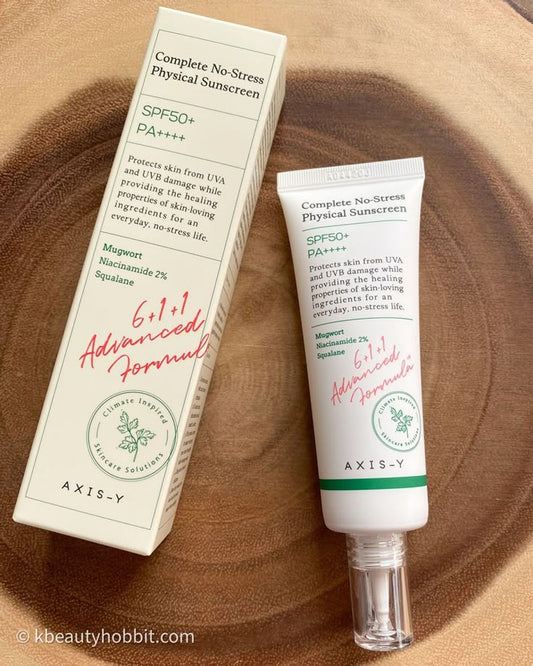 Complete No-Stress
Physical Sunscreen
SPF50+
PA++++
Protects skin from UVA
and UVB damage while
providing the healing
properties of skin-loving
ingredients for an
everyday, no-stress life.
Mugwort
Niacinamide 2%
Squalane
6+1+1
Advanced
Formula
Climate Inspired
Skincare Solutions
AXIS-Y
Complete No-Stress
Physical Sunscreen
SPF50+
PA++++
Protects skin from UVA
and UVB damage while
providing the healing
properties of skin-loving
ingredients for an
everyday, no-stress life.
Mugwort
Niacinamide 2%
Squalane
6+1+1
Advanced
Formula
Climate Inspired
Skincare Solutions
AXIS-Y
© kbeautyhobbit.com